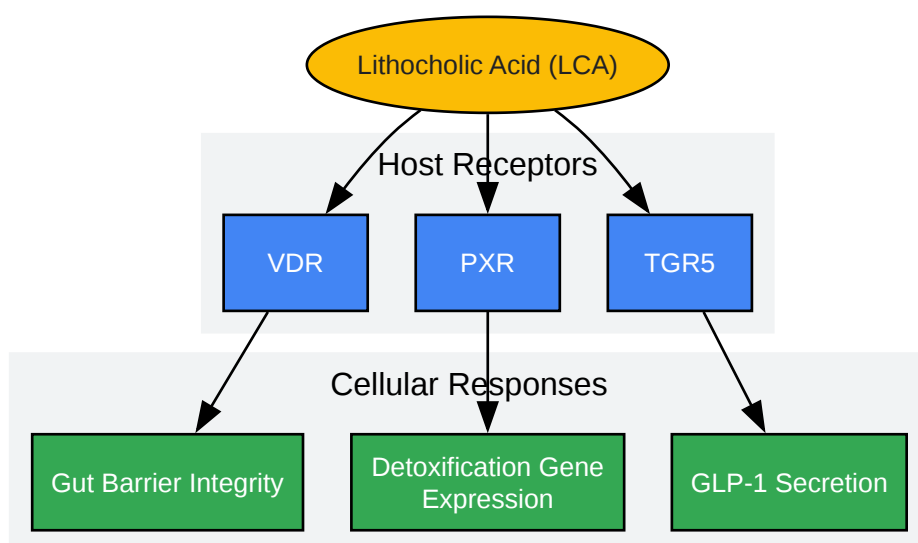 Lithocholic Acid (LCA)
Host Receptors
VDR
PXR
TGR5
Cellular Responses
Gut Barrier Integrity
Detoxification Gene
Expression
GLP-1 Secretion